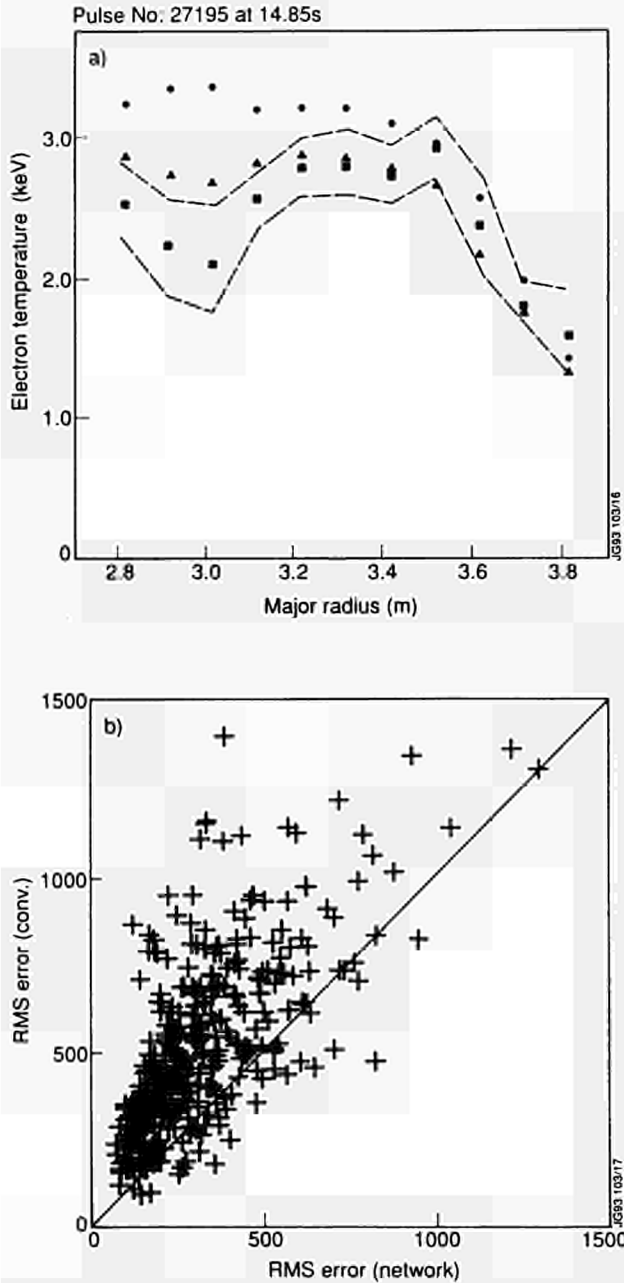 Pulse No: 27195 at 14.85s
a)
3.0
2.0
1.0
0
Electron temperature (keV)
2.8 3.0 3.2 3.4 3.6 3.8
Major radius (m)
JG93 103/16
1500
b)
1000
500
0
RMS error (conv.)
0 500 1000 1500
RMS error (network)
JG93 103/17